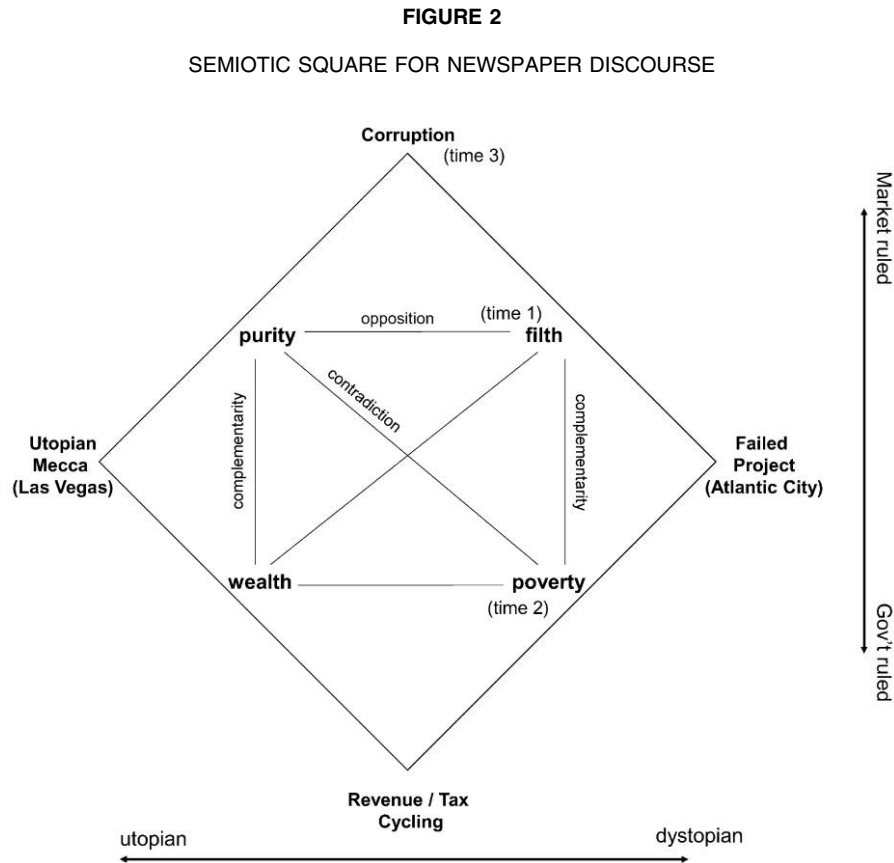 FIGURE 2
SEMIOTIC SQUARE FOR NEWSPAPER DISCOURSE
Corruption
(time 3)
Market ruled
opposition
(time 1)
purity
filth
contradiction
complementarity
complementarity
Utopian
Mecca
(Las Vegas)
Failed
Project
(Atlantic City)
wealth
poverty
(time 2)
Gov't ruled
Revenue / Tax
Cycling
utopian
dystopian